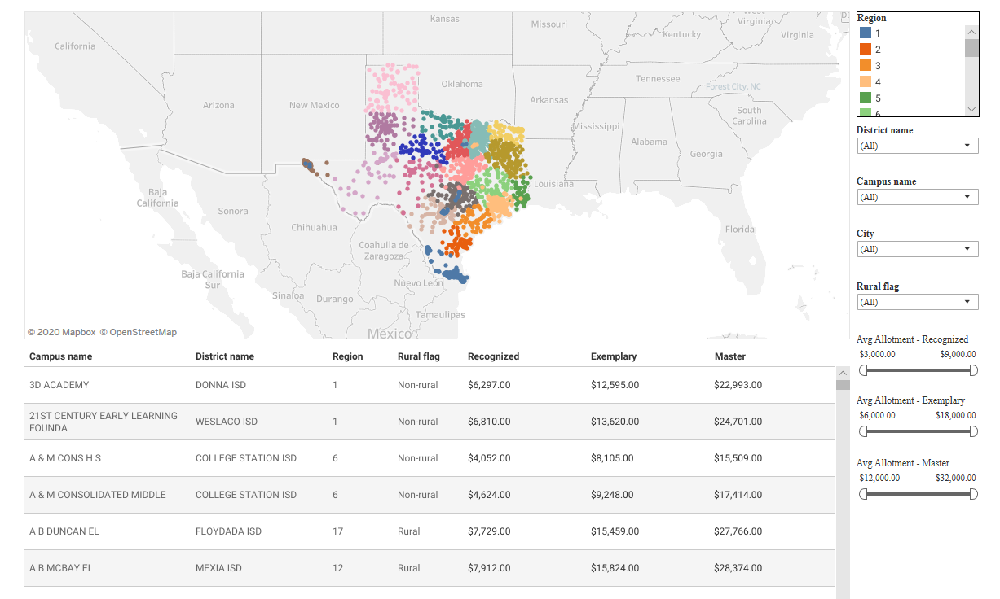 Kansas
Missouri
West
Virginia
DE
Virginia
Kentucky
California
Oklahoma
Tennessee
Forest City, NC
Arizona
New Mexico
Arkansas
South
Carolina
Mississippi
Alabama
Georgia
Louisiana
Baja
California
Sonora
Chihuahua
Florida
Coahuila de
Zaragoza
Baja California
Sur
Nuevo León
Sinaloa
Durango
Tamaulipas
Mexico
© 2020 Mapbox © OpenStreetMap
Region
1
2
3
4
5
6
District name
(All)
Campus name
(All)
City
(All)
Rural flag
(All)
Avg Allotment - Recognized
$3,000.00 $9,000.00
Avg Allotment - Exemplary
$6,000.00 $18,000.00
Avg Allotment - Master
$12,000.00 $32,000.00
Campus name District name Region Rural flag Recognized Exemplary Master
3D ACADEMY DONNA ISD 1 Non-rural $6,297.00 $12,595.00 $22,993.00
21ST CENTURY EARLY LEARNING
FOUNDA WESLACO ISD 1 Non-rural $6,810.00 $13,620.00 $24,701.00
A & M CONS H S COLLEGE STATION ISD 6 Non-rural $4,052.00 $8,105.00 $15,509.00
A & M CONSOLIDATED MIDDLE COLLEGE STATION ISD 6 Non-rural $4,624.00 $9,248.00 $17,414.00
A B DUNCAN EL FLOYDADA ISD 17 Rural $7,729.00 $15,459.00 $27,766.00
A B MCBAY EL MEXIA ISD 12 Rural $7,912.00 $15,824.00 $28,374.00